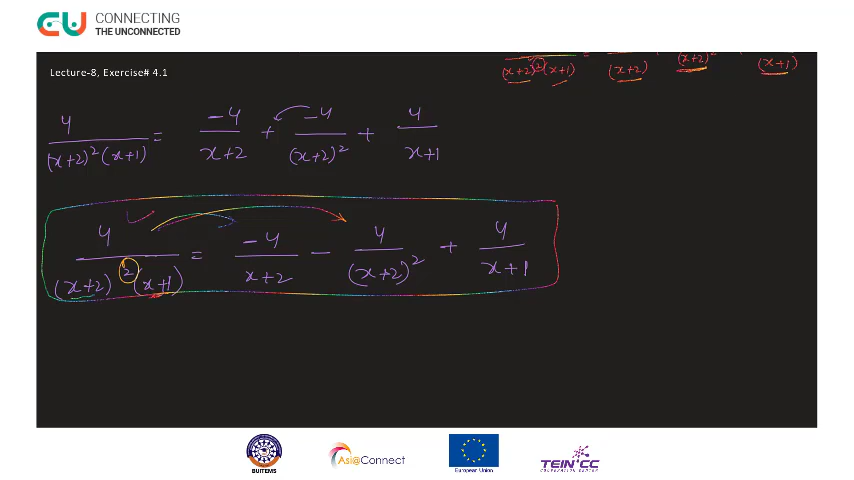 CONNECTING
THE UNCONNECTED
Lecture-8, Exercise# 4.1
(x+2)²(x+1) = (x+2) (x+2)² (x+1)
4/((x+2)²(x+1)) = -4/(x+2) + -4/(x+2)² + 4/(x+1)
4/((x+2)²(x+1)) = -4/(x+2) - 4/(x+2)² + 4/(x+1)
BUITEMS
Asi@Connect
European Union
TEIN*CC
COOPERATION CENTER